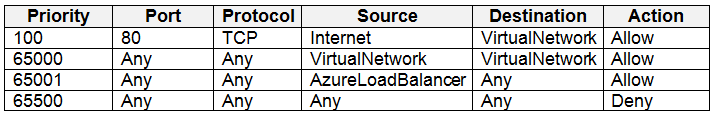 Priority Port Protocol Source Destination Action
100 80 TCP Internet VirtualNetwork Allow
65000 Any Any VirtualNetwork VirtualNetwork Allow
65001 Any Any AzureLoadBalancer Any Allow
65500 Any Any Any Any Deny